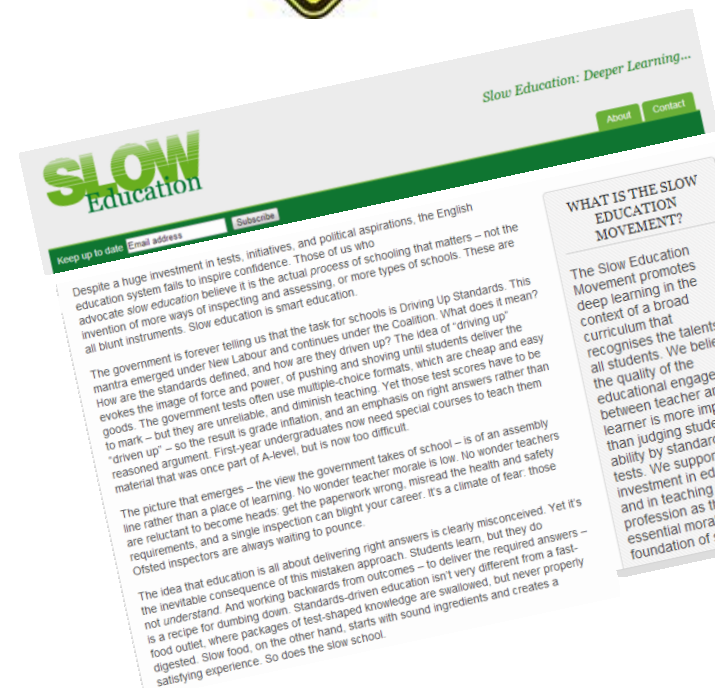 Slow Education: Deeper Learning...
About
Contact
SLOW
Education
Keep up to date
Email address
Subscribe
Despite a huge investment in tests, initiatives, and political aspirations, the English
education system fails to inspire confidence. Those of us who
advocate slow education believe it is the actual process of schooling that matters – not the
invention of more ways of inspecting and assessing, or more types of schools. These are
all blunt instruments. Slow education is smart education.
The government is forever telling us that the task for schools is Driving Up Standards. This
mantra emerged under New Labour and continues under the Coalition. What does it mean?
How are the standards defined, and how are they driven up? The idea of “driving up”
evokes the image of force and power, of pushing and shoving until students deliver the
goods. The government tests often use multiple-choice formats, which are cheap and easy
to mark – but they are unreliable, and diminish teaching. Yet those test scores have to be
“driven up” – so the result is grade inflation, and an emphasis on right answers rather than
reasoned argument. First-year undergraduates now need special courses to teach them
material that was once part of A-level, but is now too difficult.
The picture that emerges – the view the government takes of school – is of an assembly
line rather than a place of learning. No wonder teacher morale is low. No wonder teachers
are reluctant to become heads: get the paperwork wrong, misread the health and safety
requirements, and a single inspection can blight your career. It’s a climate of fear: those
Ofsted inspectors are always waiting to pounce.
The idea that education is all about delivering right answers is clearly misconceived. Yet it’s
the inevitable consequence of this mistaken approach. Students learn, but they do
not understand. And working backwards from outcomes – to deliver the required answers –
is a recipe for dumbing down. Standards-driven education isn’t very different from a fast-
food outlet, where packages of test-shaped knowledge are swallowed, but never properly
digested. Slow food, on the other hand, starts with sound ingredients and creates a
satisfying experience. So does the slow school.
WHAT IS THE SLOW
EDUCATION
MOVEMENT?
The Slow Education
Movement promotes
deep learning in the
context of a broad
curriculum that
recognises the talents
all students. We belie
the quality of the
educational engage
between teacher an
learner is more imp
than judging stude
ability by standard
tests. We suppor
investment in ed
and in teaching
profession as th
essential mora
foundation of s